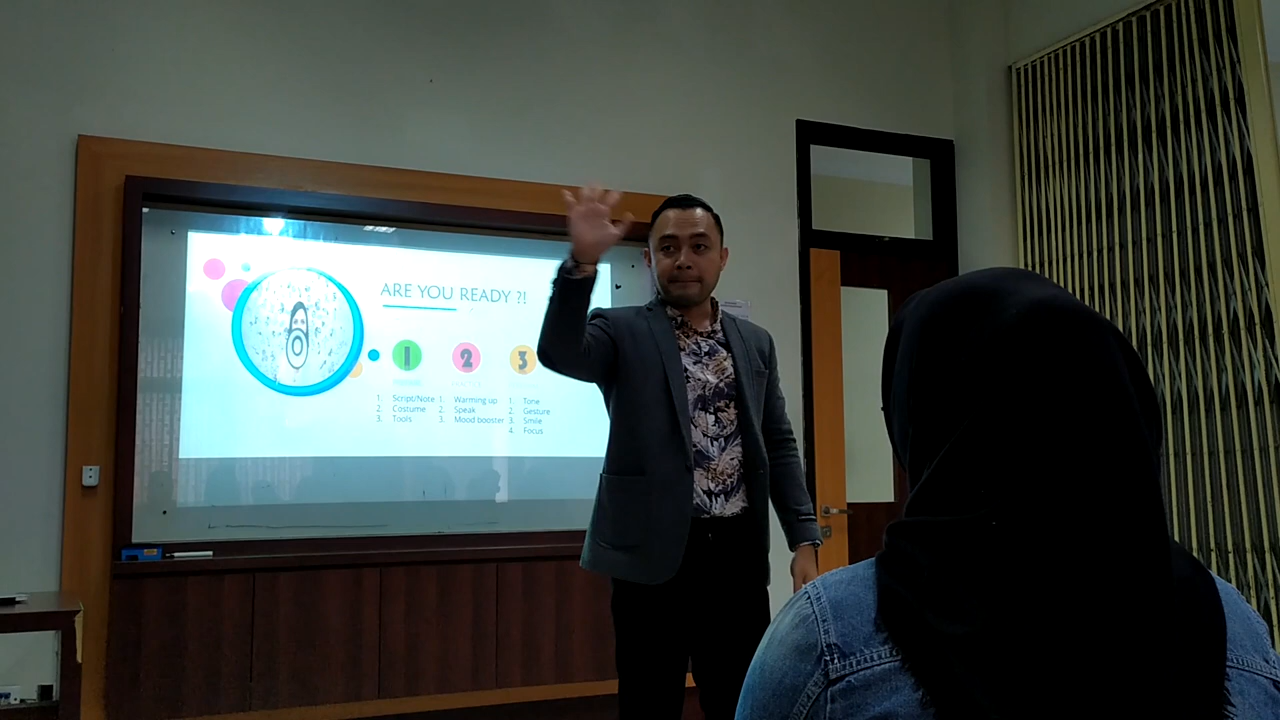 ARE YOU READY ?!
1 2 3
1. Script/Note
2. Costume
3. Tools
1. Warming up
2. Speak
3. Mood booster
1. Tone
2. Gesture
3. Smile
4. Focus